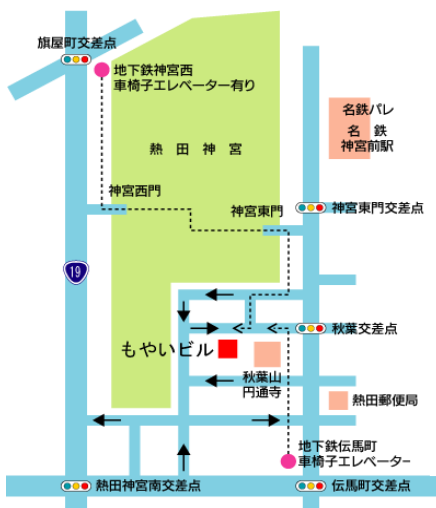 旗屋町交差点
地下鉄神宮西
車椅子エレベーター有り
名鉄パレ
名 鉄
神宮前駅
熱 田 神 宮
神宮西門
神宮東門
神宮東門交差点
19
秋葉交差点
もやいビル
秋葉山
円通寺
熱田郵便局
地下鉄伝馬町
車椅子エレベーター
熱田神宮南交差点
伝馬町交差点